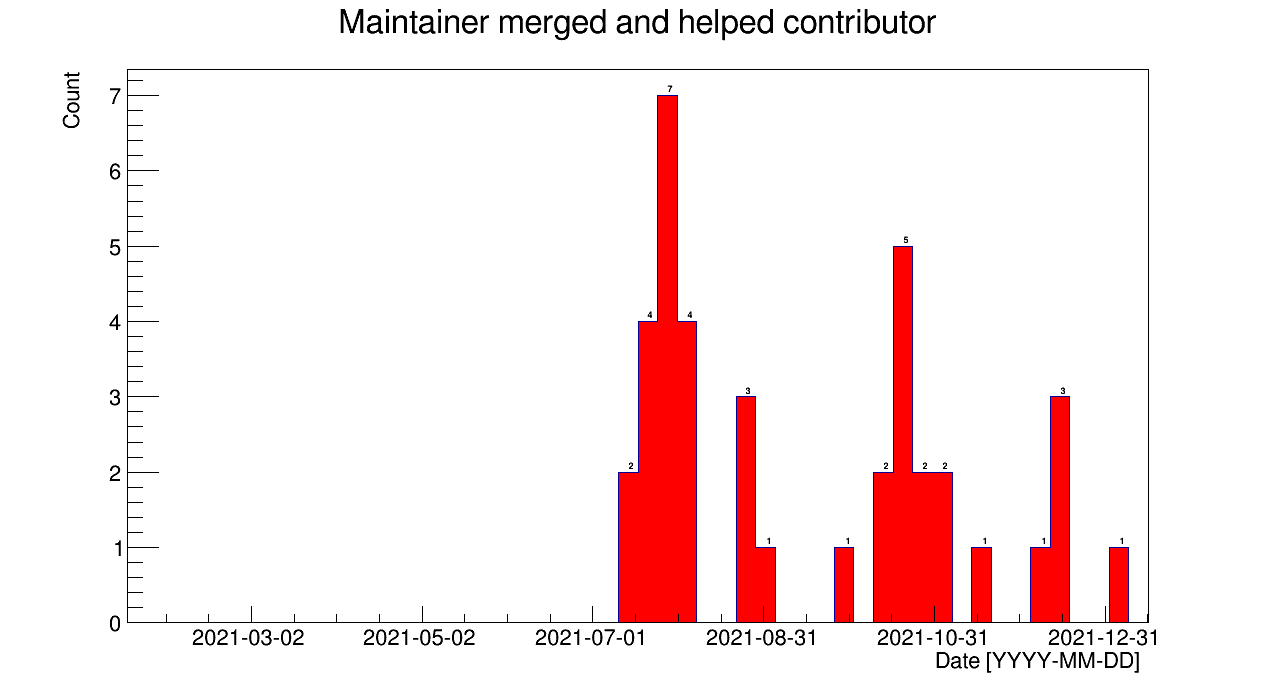 Maintainer merged and helped contributor
Count
7
6
5
4
3
2
1
0
2 4 7 4 3 1 1 2 5 2 2 1 1 3 1
2021-03-02 2021-05-02 2021-07-01 2021-08-31 2021-10-31 2021-12-31
Date [YYYY-MM-DD]